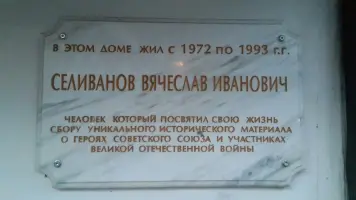 В ЭТОМ ДОМЕ ЖИЛ С 1972 ПО 1993 Г.Г.
СЕЛИВАНОВ ВЯЧЕСЛАВ ИВАНОВИЧ
ЧЕЛОВЕК КОТОРЫЙ ПОСВЯТИЛ СВОЮ ЖИЗНЬ
СБОРУ УНИКАЛЬНОГО ИСТОРИЧЕСКОГО МАТЕРИАЛА
О ГЕРОЯХ СОВЕТСКОГО СОЮЗА И УЧАСТНИКАХ
ВЕЛИКОЙ ОТЕЧЕСТВЕННОЙ ВОЙНЫ